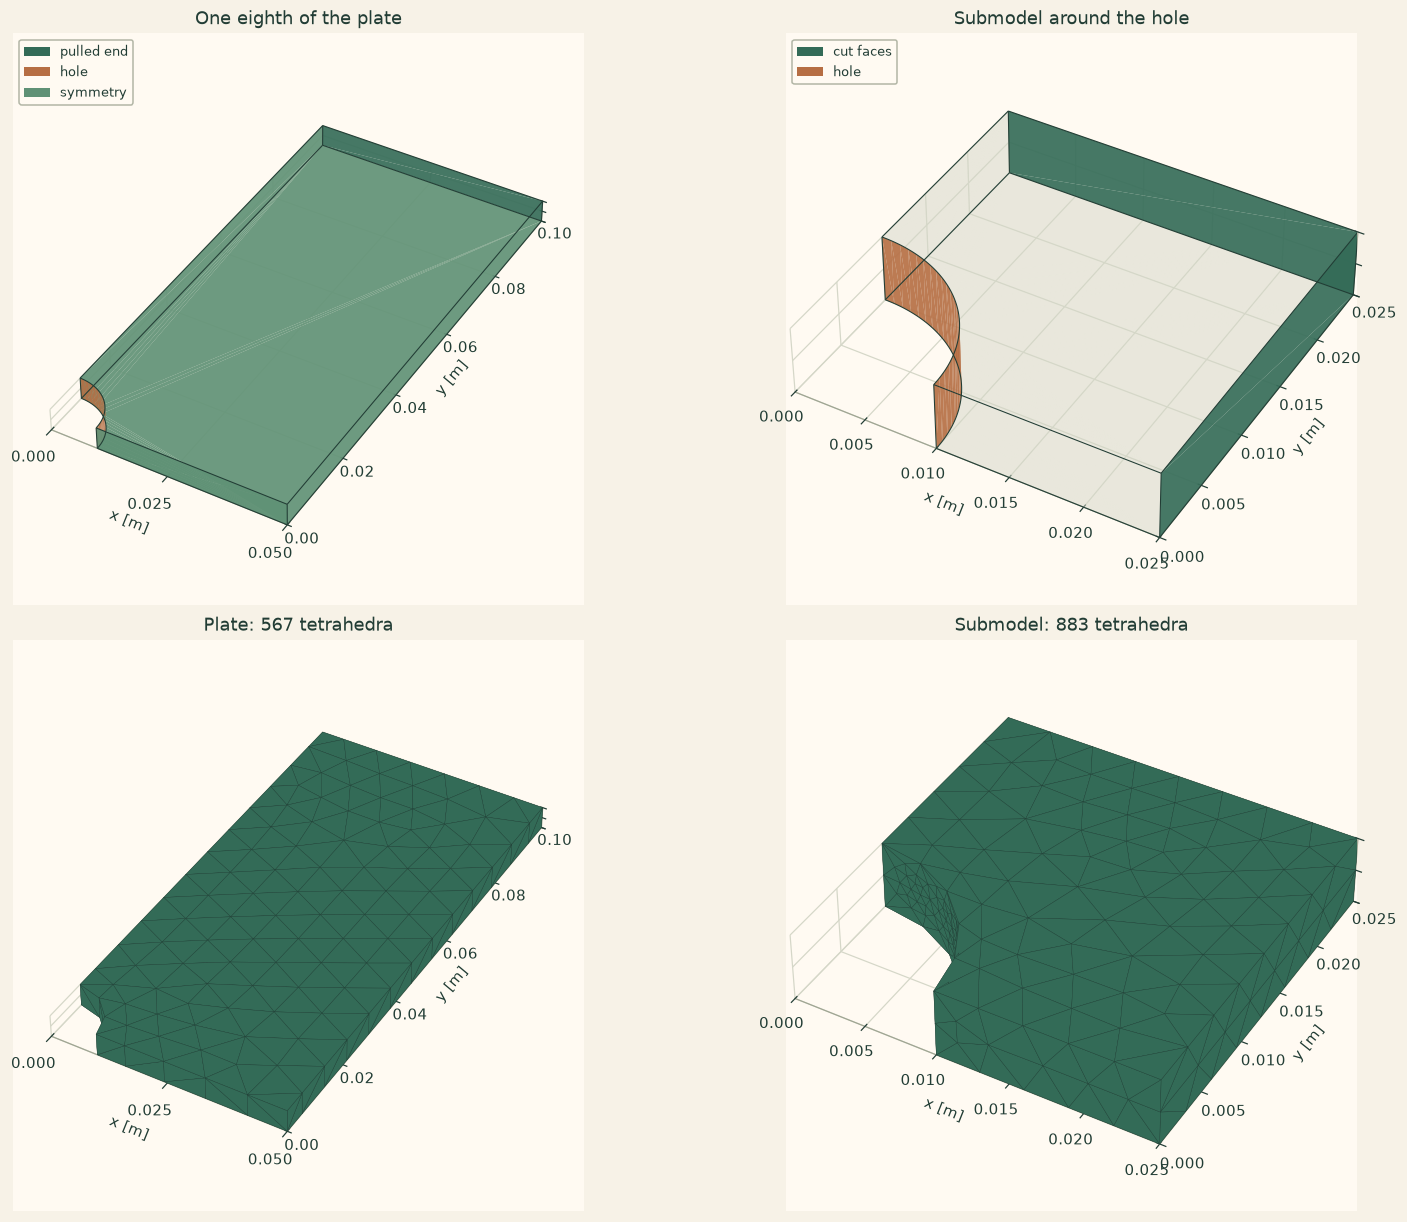 One eighth of the plate
pulled end
hole
symmetry
0.10
0.08
0.06
y [m]
0.04
0.02
0.000
0.025
x [m]
0.00
0.050
Submodel around the hole
cut faces
hole
0.025
0.020
0.015
y [m]
0.010
0.005
0.000
0.000
0.005
0.010
x [m]
0.015
0.020
0.025
Plate: 567 tetrahedra
0.10
0.08
0.06
y [m]
0.04
0.02
0.000
0.025
x [m]
0.00
0.050
Submodel: 883 tetrahedra
0.025
0.020
0.015
y [m]
0.010
0.005
0.000
0.000
0.005
0.010
x [m]
0.015
0.020
0.025